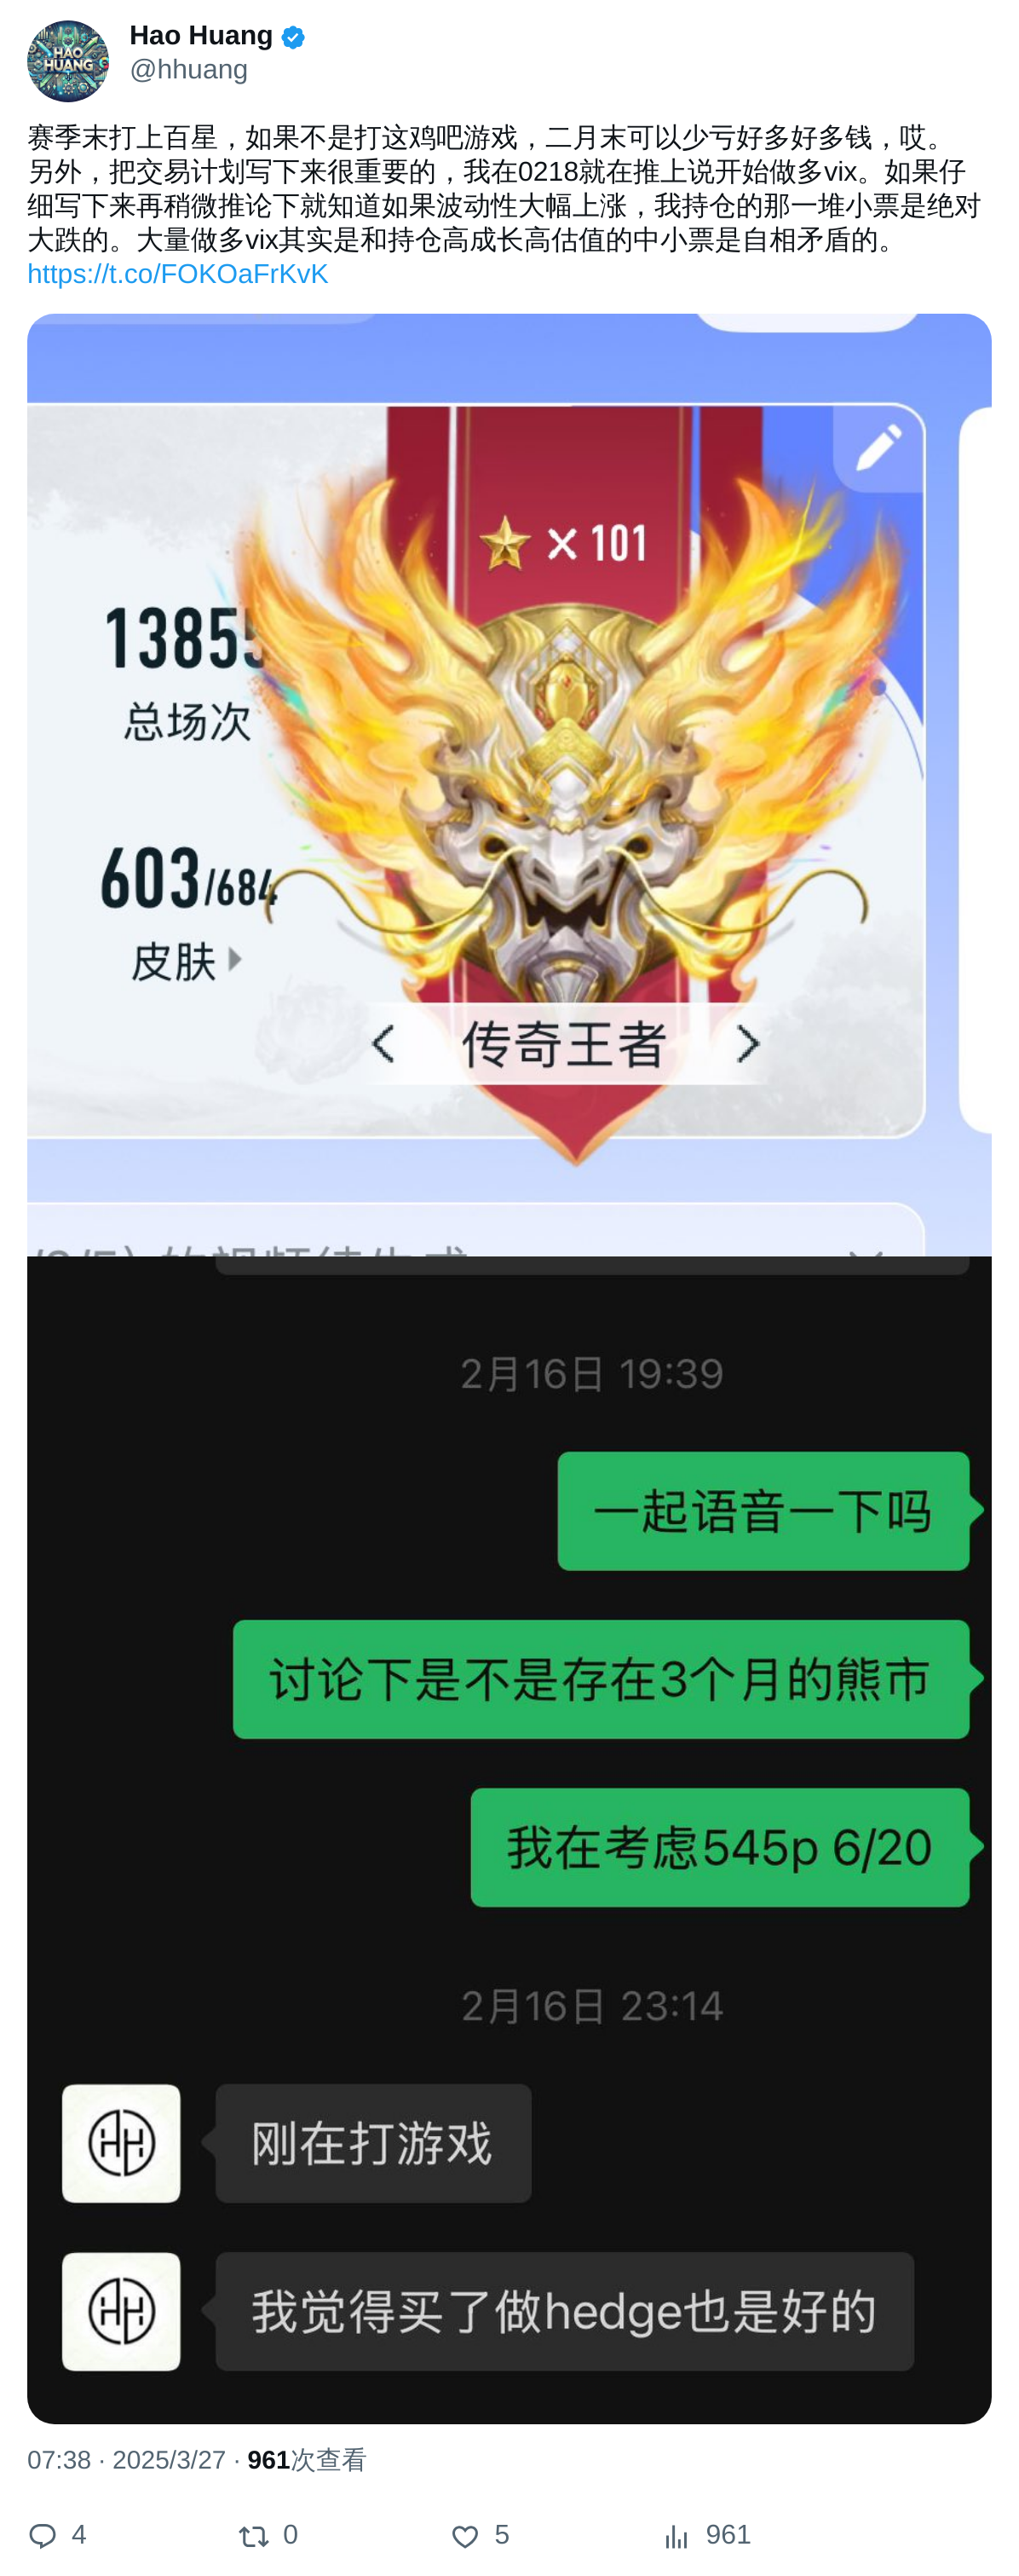 Hao Huang
@hhuang
HAO
HUANG
赛季末打上百星，如果不是打这鸡吧游戏，二月末可以少亏好多好多钱，哎。
另外，把交易计划写下来很重要的，我在0218就在推上说开始做多vix。如果仔
细写下来再稍微推论下就知道如果波动性大幅上涨，我持仓的那一堆小票是绝对
大跌的。大量做多vix其实是和持仓高成长高估值的中小票是自相矛盾的。
https://t.co/FOKOaFrKvK
× 101
13855
总场次
603/684
皮肤
传奇王者
2月16日 19:39
一起语音一下吗
讨论下是不是存在3个月的熊市
我在考虑545p 6/20
2月16日 23:14
HH
刚在打游戏
HH
我觉得买了做hedge也是好的
07:38 · 2025/3/27 · 961次查看
4 0 5 961